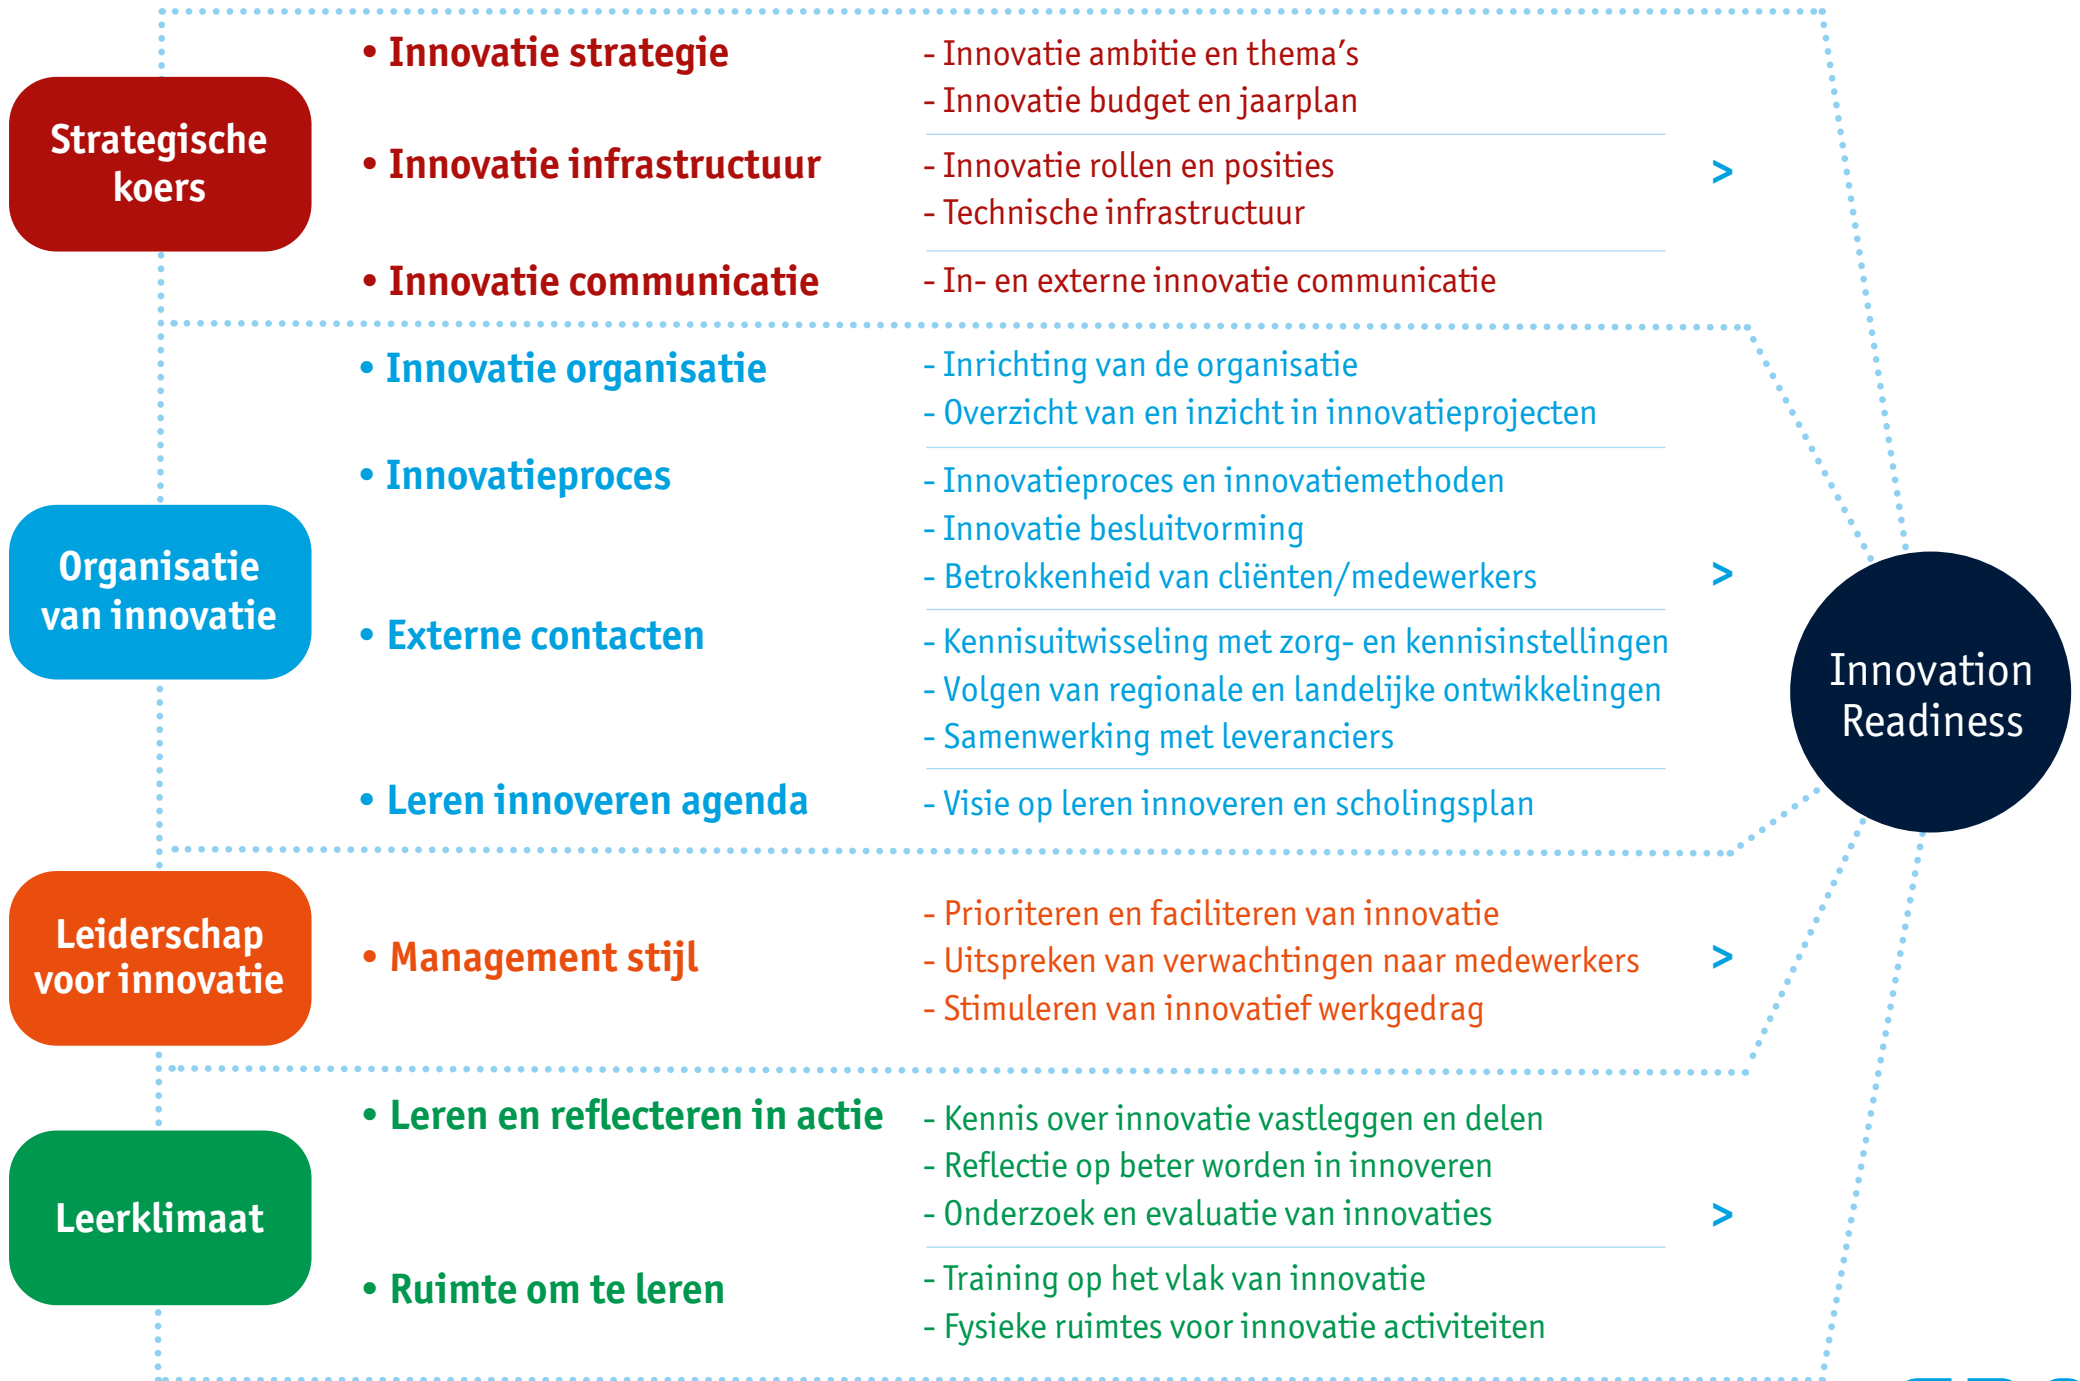 Strategische
koers
• Innovatie strategie
- Innovatie ambitie en thema's
- Innovatie budget en jaarplan
• Innovatie infrastructuur
- Innovatie rollen en posities
- Technische infrastructuur
>
• Innovatie communicatie
- In- en externe innovatie communicatie
Organisatie
van innovatie
• Innovatie organisatie
- Inrichting van de organisatie
- Overzicht van en inzicht in innovatieprojecten
• Innovatieproces
- Innovatieproces en innovatiemethoden
- Innovatie besluitvorming
- Betrokkenheid van cliënten/medewerkers
>
• Externe contacten
- Kennisuitwisseling met zorg- en kennisinstellingen
- Volgen van regionale en landelijke ontwikkelingen
- Samenwerking met leveranciers
• Leren innoveren agenda
- Visie op leren innoveren en scholingsplan
Leiderschap
voor innovatie
• Management stijl
- Prioriteren en faciliteren van innovatie
- Uitspreken van verwachtingen naar medewerkers
- Stimuleren van innovatief werkgedrag
>
Leerklimaat
• Leren en reflecteren in actie
- Kennis over innovatie vastleggen en delen
- Reflectie op beter worden in innoveren
- Onderzoek en evaluatie van innovaties
>
• Ruimte om te leren
- Training op het vlak van innovatie
- Fysieke ruimtes voor innovatie activiteiten
Innovation
Readiness